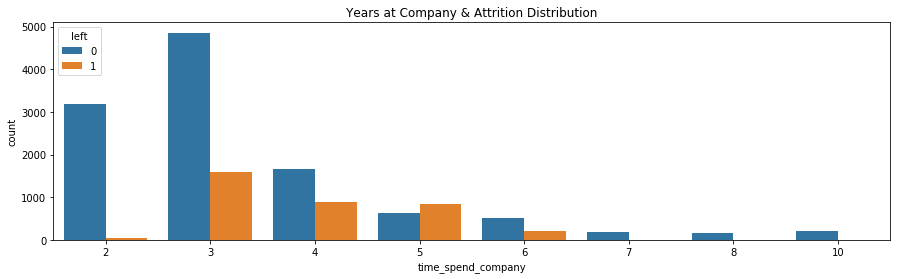 Years at Company & Attrition Distribution
left
0
1
5000
4000
3000
2000
1000
0
count
2 3 4 5 6 7 8 10
time_spend_company